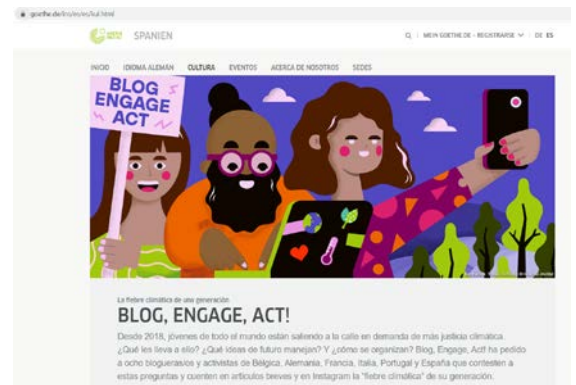 goethe.de/ins/es/es/kul.html
SPANIEN
MEIN GOETHE.DE - REGISTRARSE
DE ES
INICIO IDIOMA ALEMÁN CULTURA EVENTOS ACERCA DE NOSOTROS SEDES
BLOG
ENGAGE
ACT
La fiebre climática de una generación
BLOG, ENGAGE, ACT!
Desde 2018, jóvenes de todo el mundo están saliendo a la calle en demanda de más justicia climática.
¿Qué les lleva a ello? ¿Qué ideas de futuro manejan? Y ¿cómo se organizan? Blog, Engage, Act! ha pedido
a ocho bloguerasios y activistas de Bélgica, Alemania, Francia, Italia, Portugal y España que contesten a
estas preguntas y cuenten en artículos breves y en Instagram la "fiebre climática" de su generación.